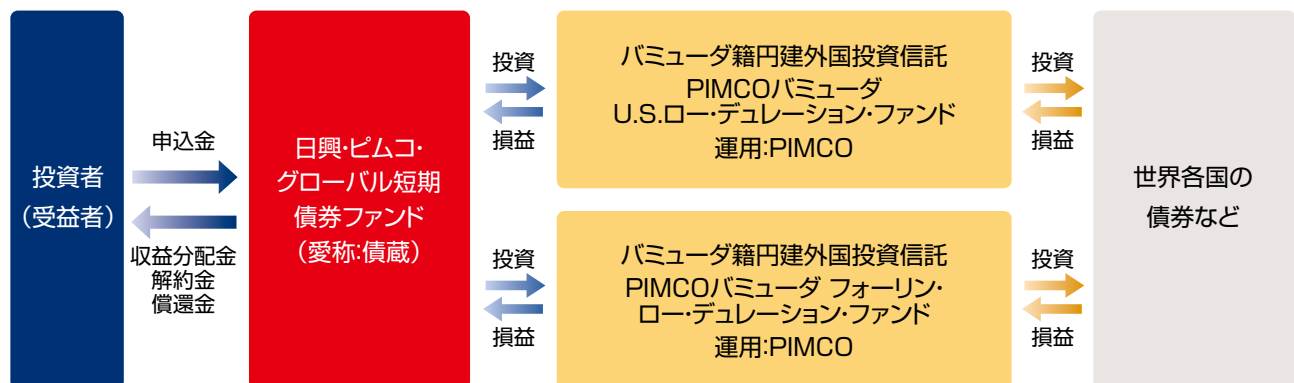 投資者
（受益者）
申込金
収益分配金
解約金
償還金
日興・ピムコ・
グローバル短期
債券ファンド
（愛称：債蔵）
投資
損益
バミューダ籍円建外国投資信託
PIMCOバミューダ
U.S.ロー・デュレーション・ファンド
運用：PIMCO
投資
損益
投資
損益
バミューダ籍円建外国投資信託
PIMCOバミューダ フォーリン・
ロー・デュレーション・ファンド
運用：PIMCO
投資
損益
世界各国の
債券など